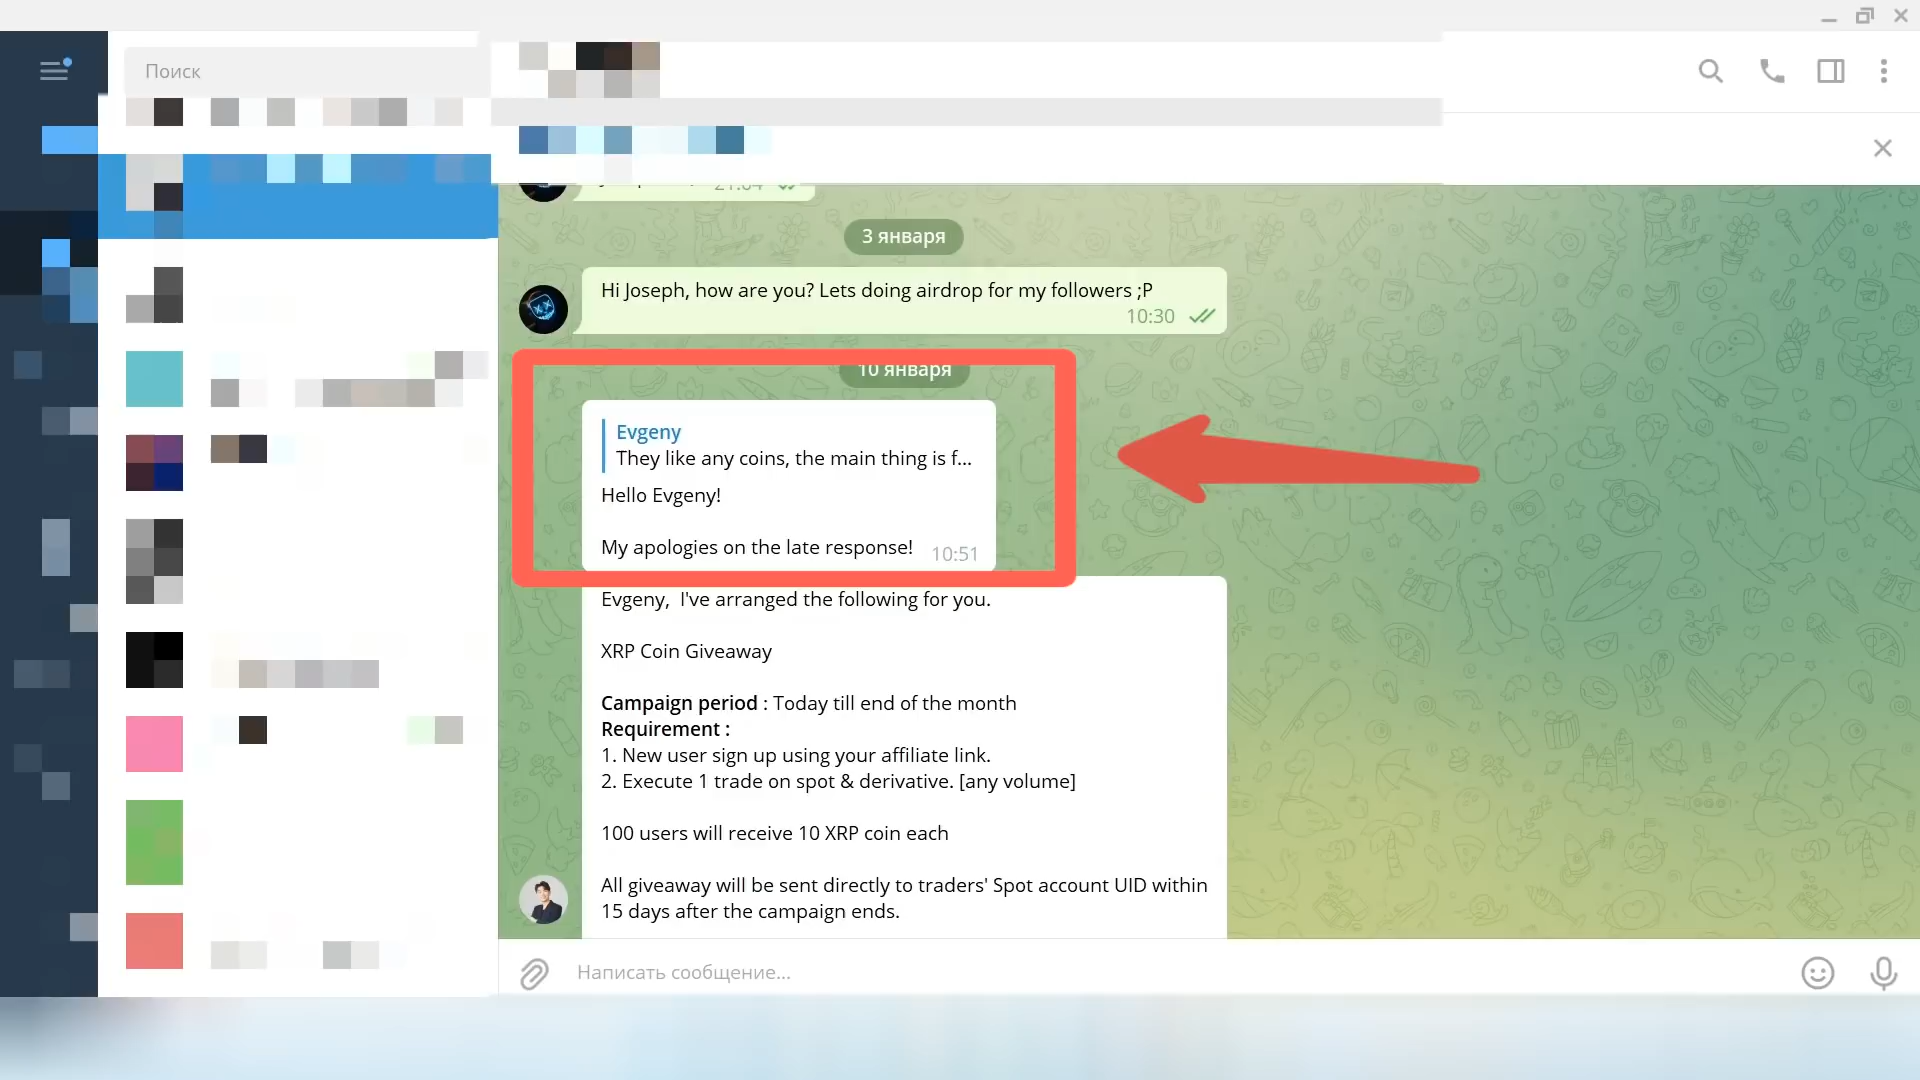 Поиск
21:04
3 января
Hi Joseph, how are you? Lets doing airdrop for my followers ;P
10:30
10 января
Evgeny
They like any coins, the main thing is f...
Hello Evgeny!
My apologies on the late response!
10:51
Evgeny,  I've arranged the following for you.
XRP Coin Giveaway
Campaign period : Today till end of the month
Requirement :
1. New user sign up using your affiliate link.
2. Execute 1 trade on spot & derivative. [any volume]
100 users will receive 10 XRP coin each
All giveaway will be sent directly to traders' Spot account UID within
15 days after the campaign ends.
Написать сообщение...